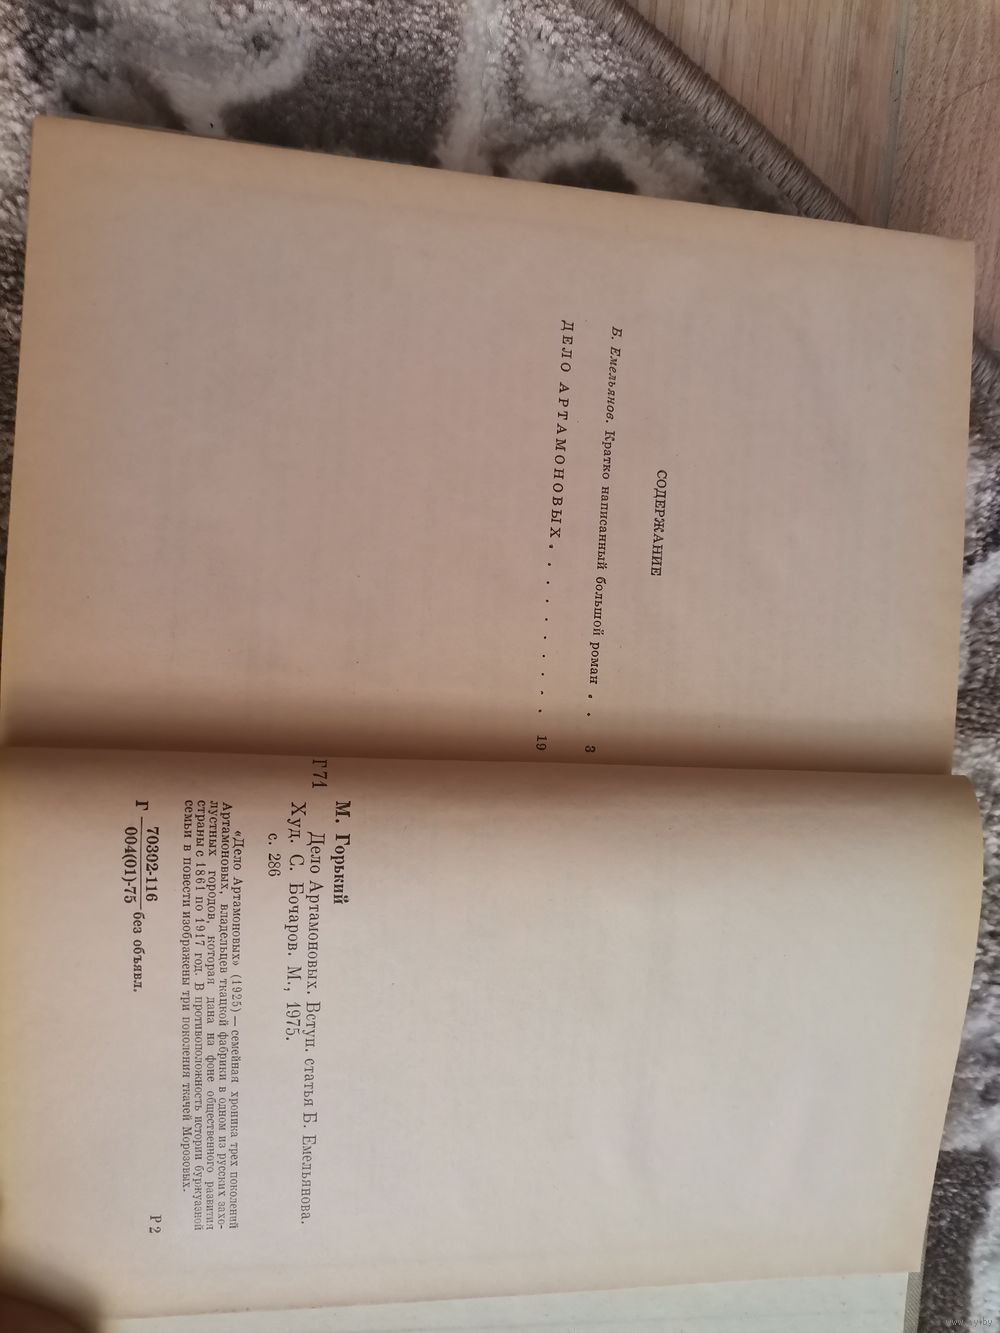 СОДЕРЖАНИЕ
Б. Емельянов. Кратко написанный большой роман . . 3
ДЕЛО АРТАМОНОВЫХ . . . . . . . . . . 19
М. Горький
Г71 Дело Артамоновых. Вступ. статья Б. Емельянова.
Худ. С. Бочаров. М., 1975.
с. 286
«Дело Артамоновых» (1925) — семейная хроника трех поколений
Артамоновых, владельцев ткацкой фабрики в одном из русских захо-
лустных городов, которая дана на фоне общественного развития
страны с 1861 по 1917 год. В противоположность истории буржуазной
семьи в повести изображены три поколения ткачей Морозовых.
Г 70302-116
004(01)-75 без объявл.
Р2